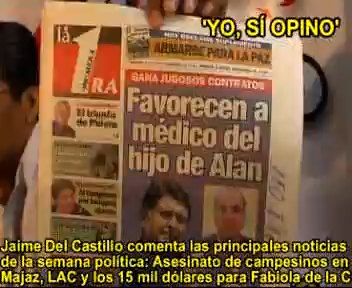 'YO, SÍ OPINO'
la
1
RA
ARMARSE PARA LA PAZ
GANA JUGOSOS CONTRATOS
Favorecen a
médico del
hijo de Alan
El triunfo
Jaime Del Castillo comenta las principales noticias
de la semana política: Asesinato de campesinos en
Majaz, LAC y los 15 mil dólares para Fabiola de la C